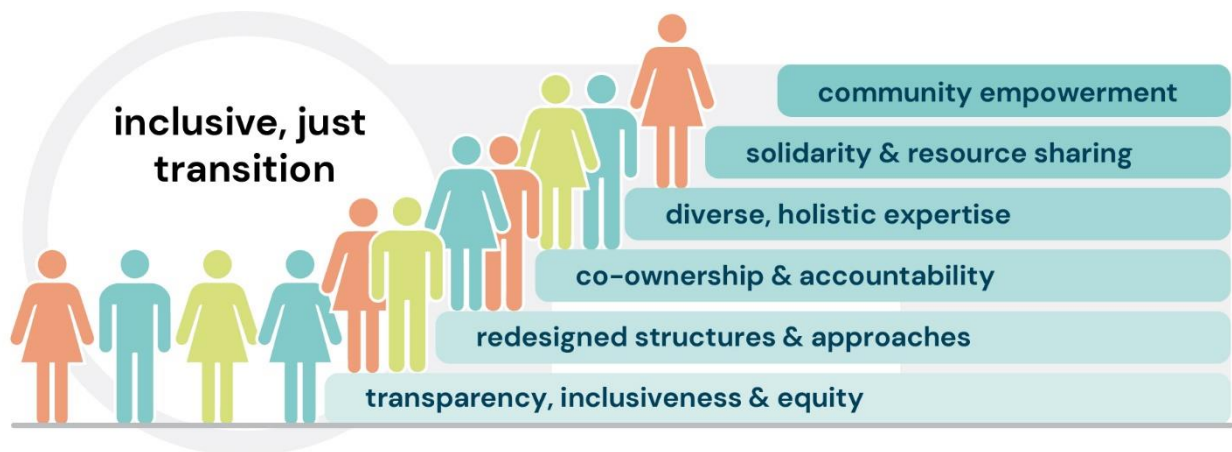 inclusive, just
transition
community empowerment
solidarity & resource sharing
diverse, holistic expertise
co-ownership & accountability
redesigned structures & approaches
transparency, inclusiveness & equity